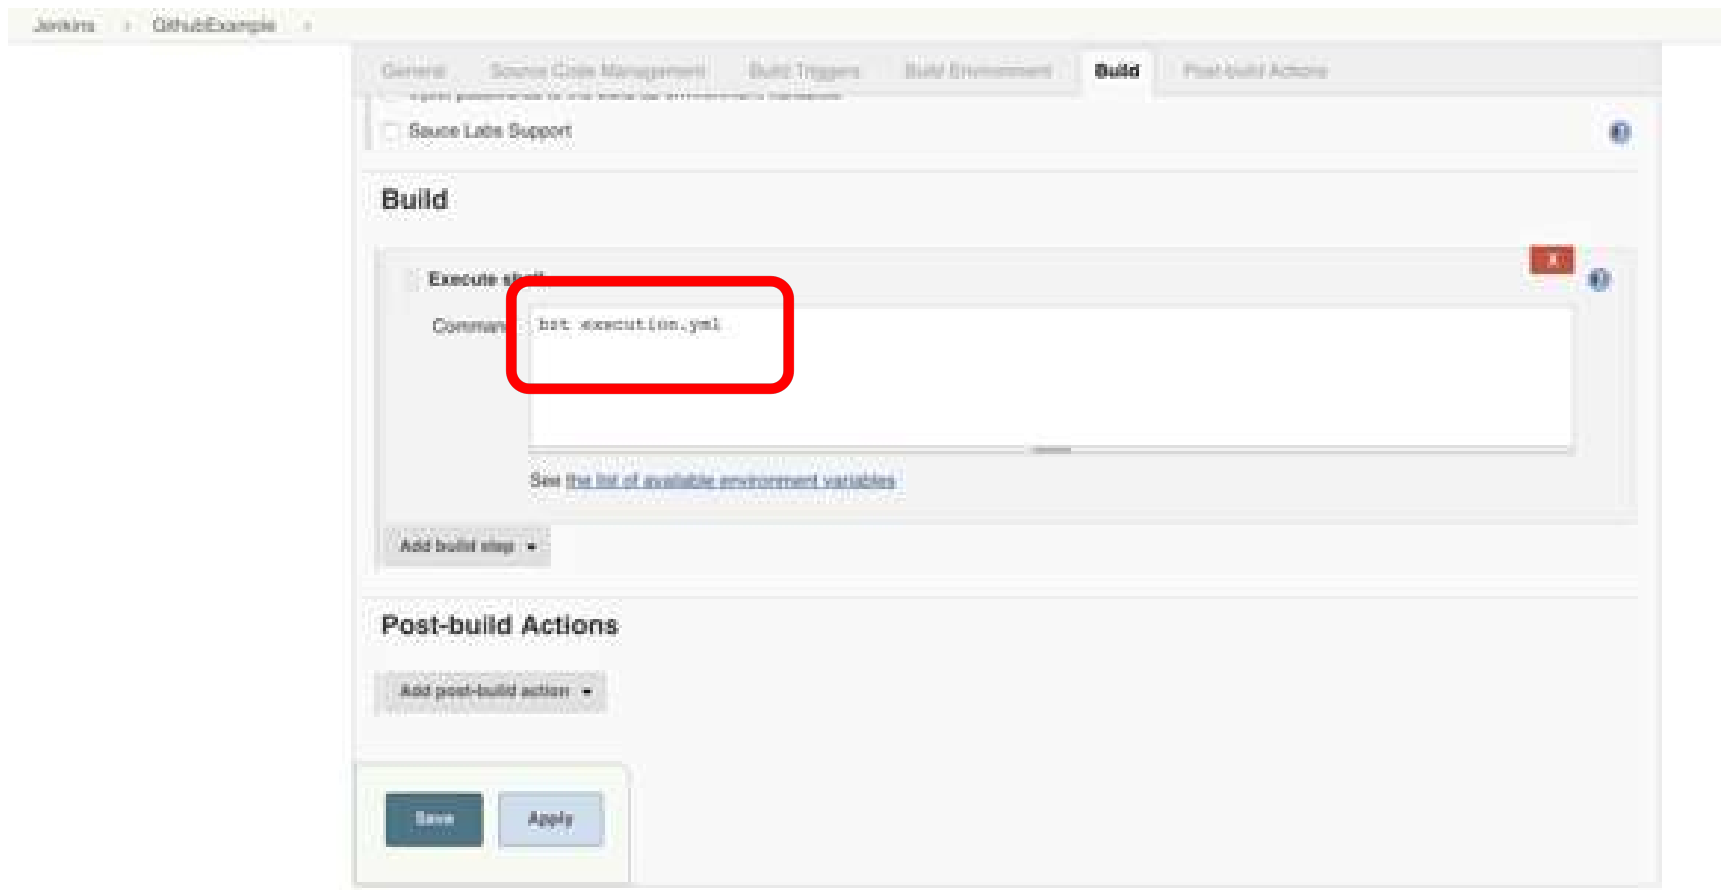 Jenkins › GithubExample ›
General Source Code Management Build Triggers Build Environment Build Post-build Actions
Sauce Labs Support
Build
X
Execute shell
Command bzt execution.yml
See the list of available environment variables
Add build step
Post-build Actions
Add post-build action
Save Apply